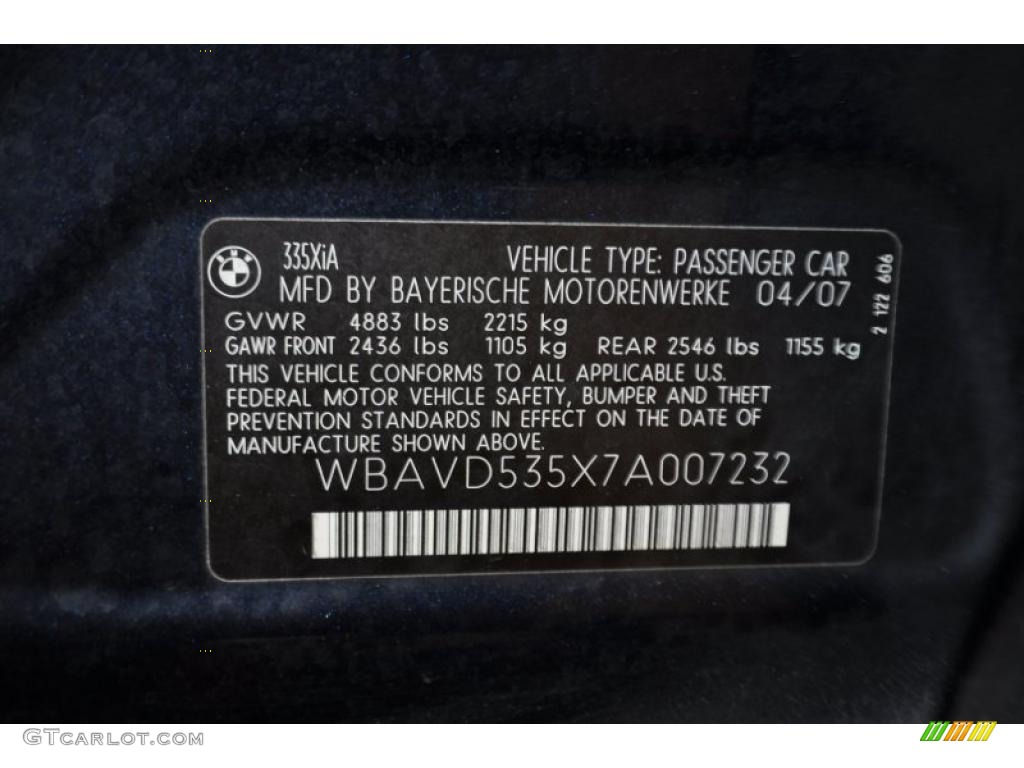 335XiA
VEHICLE TYPE: PASSENGER CAR
MFD BY BAYERISCHE MOTORENWERKE 04/07
GVWR 4883 lbs 2215 kg
GAWR FRONT 2436 lbs 1105 kg REAR 2546 lbs 1155 kg
THIS VEHICLE CONFORMS TO ALL APPLICABLE U.S.
FEDERAL MOTOR VEHICLE SAFETY, BUMPER AND THEFT
PREVENTION STANDARDS IN EFFECT ON THE DATE OF
MANUFACTURE SHOWN ABOVE.
WBAVD535X7A007232
2 122 606
BMW
GTCarlot.com